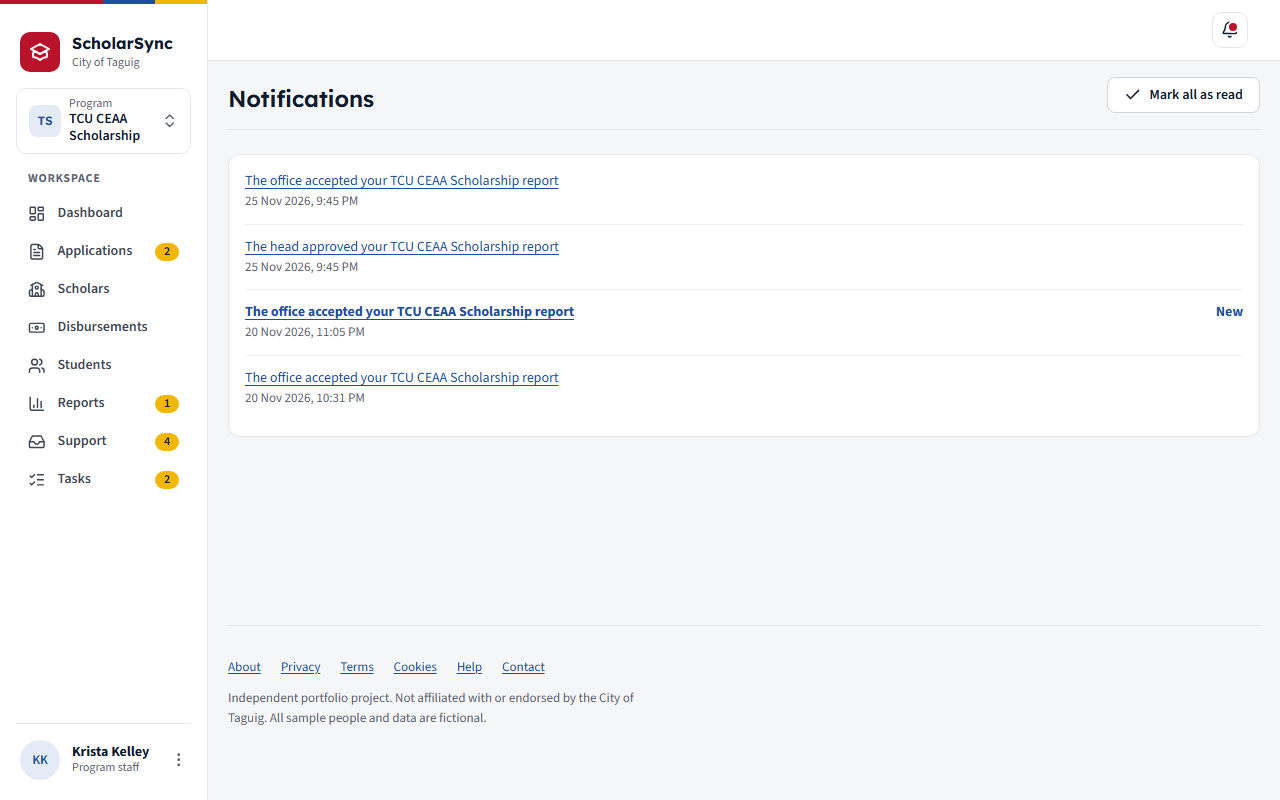 ScholarSync
City of Taguig
TS
Program
TCU CEAA
Scholarship
WORKSPACE
Dashboard
Applications 2
Scholars
Disbursements
Students
Reports 1
Support 4
Tasks 2
KK
Krista Kelley
Program staff
Notifications
Mark all as read
The office accepted your TCU CEAA Scholarship report
25 Nov 2026, 9:45 PM
The head approved your TCU CEAA Scholarship report
25 Nov 2026, 9:45 PM
The office accepted your TCU CEAA Scholarship report New
20 Nov 2026, 11:05 PM
The office accepted your TCU CEAA Scholarship report
20 Nov 2026, 10:31 PM
About Privacy Terms Cookies Help Contact
Independent portfolio project. Not affiliated with or endorsed by the City of
Taguig. All sample people and data are fictional.